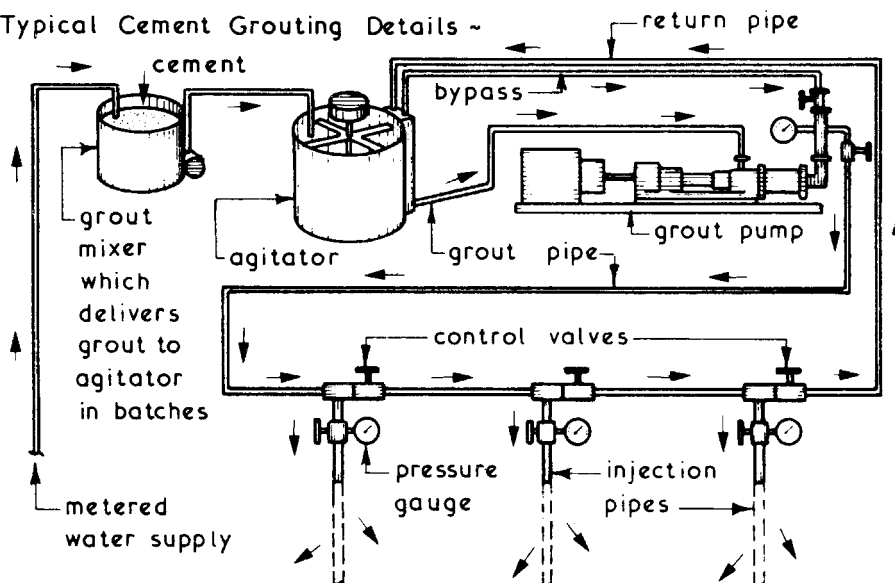 Typical Cement Grouting Details ~
return pipe
cement
bypass
grout
mixer
which
delivers
grout to
agitator
in batches
agitator
grout pipe
grout pump
control valves
pressure
gauge
injection
pipes
metered
water supply